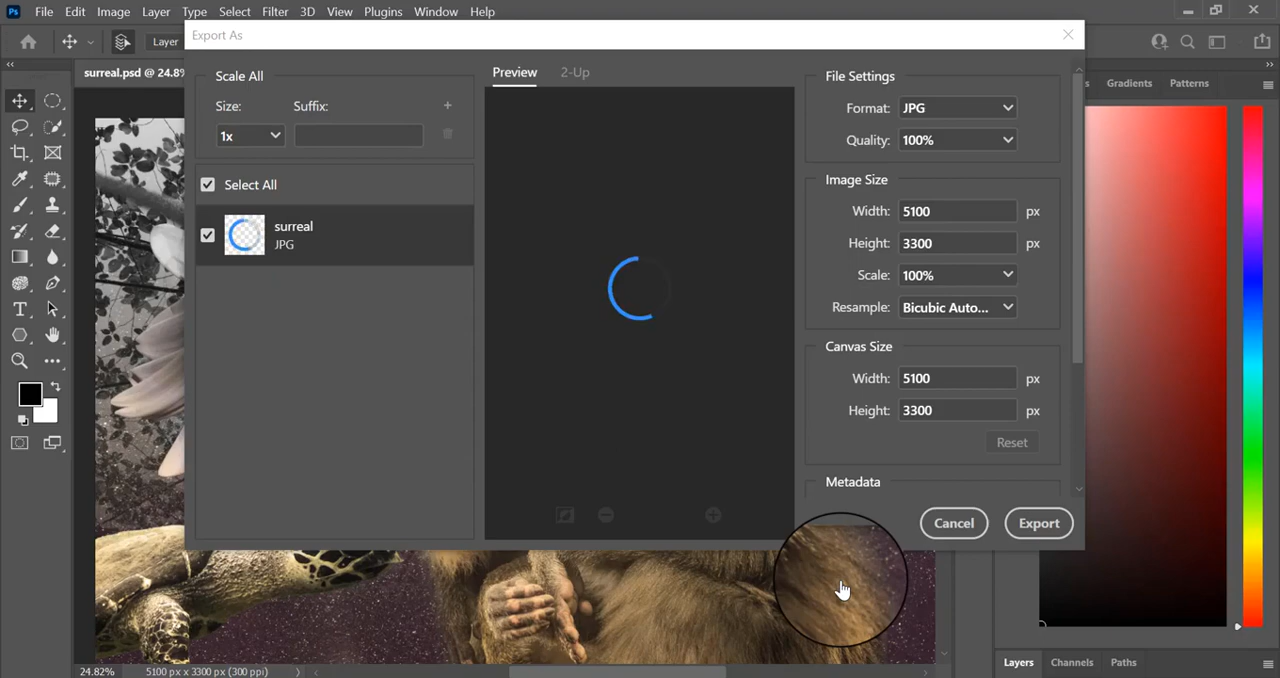 Ps File Edit Image Layer Type Select Filter 3D View Plugins Window Help
Layer
surreal.psd @ 24.8%
Export As
Scale All
Size: Suffix: +
1x
Select All
surreal
JPG
Preview 2-Up
File Settings
Format: JPG
Quality: 100%
Image Size
Width: 5100 px
Height: 3300 px
Scale: 100%
Resample: Bicubic Auto...
Canvas Size
Width: 5100 px
Height: 3300 px
Reset
Metadata
Cancel Export
Gradients Patterns
24.82% 5100 px x 3300 px (300 ppi)
Layers Channels Paths